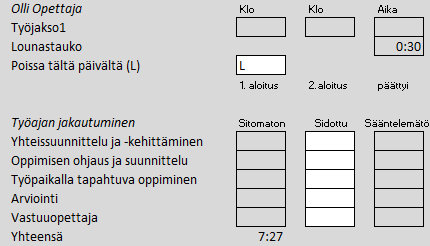 Olli Opettaja Klo Klo Aika
Työjakso1
Lounastauko 0:30
Poissa tältä päivältä (L) L
1. aloitus 2. aloitus päättyi
Työajan jakautuminen Sitomaton Sidottu Sääntelemätö
Yhteissuunnittelu ja -kehittäminen
Oppimisen ohjaus ja suunnittelu
Työpaikalla tapahtuva oppiminen
Arviointi
Vastuuopettaja
Yhteensä 7:27